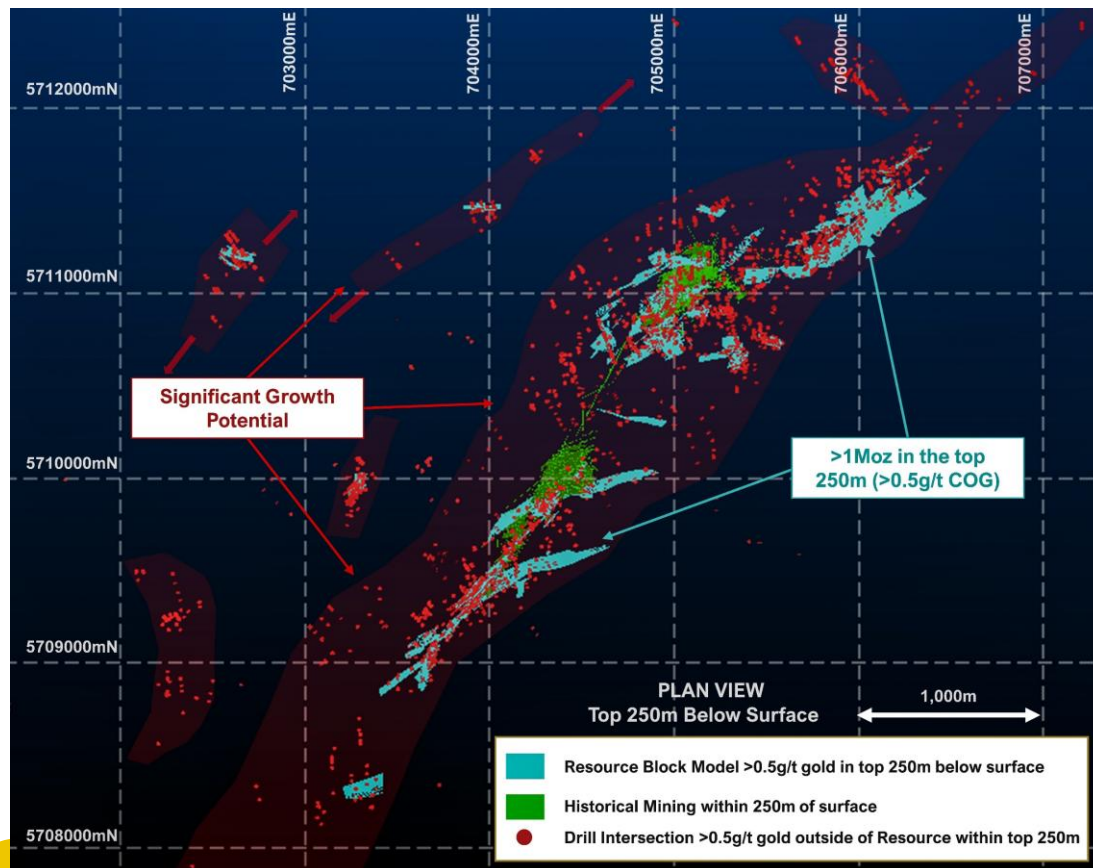 703000mE
704000mE
705000mE
706000mE
707000mE
5712000mN
5711000mN
5710000mN
5709000mN
5708000mN
Significant Growth
Potential
>1Moz in the top
250m (>0.5g/t COG)
PLAN VIEW
Top 250m Below Surface
1,000m
Resource Block Model >0.5g/t gold in top 250m below surface
Historical Mining within 250m of surface
Drill Intersection >0.5g/t gold outside of Resource within top 250m